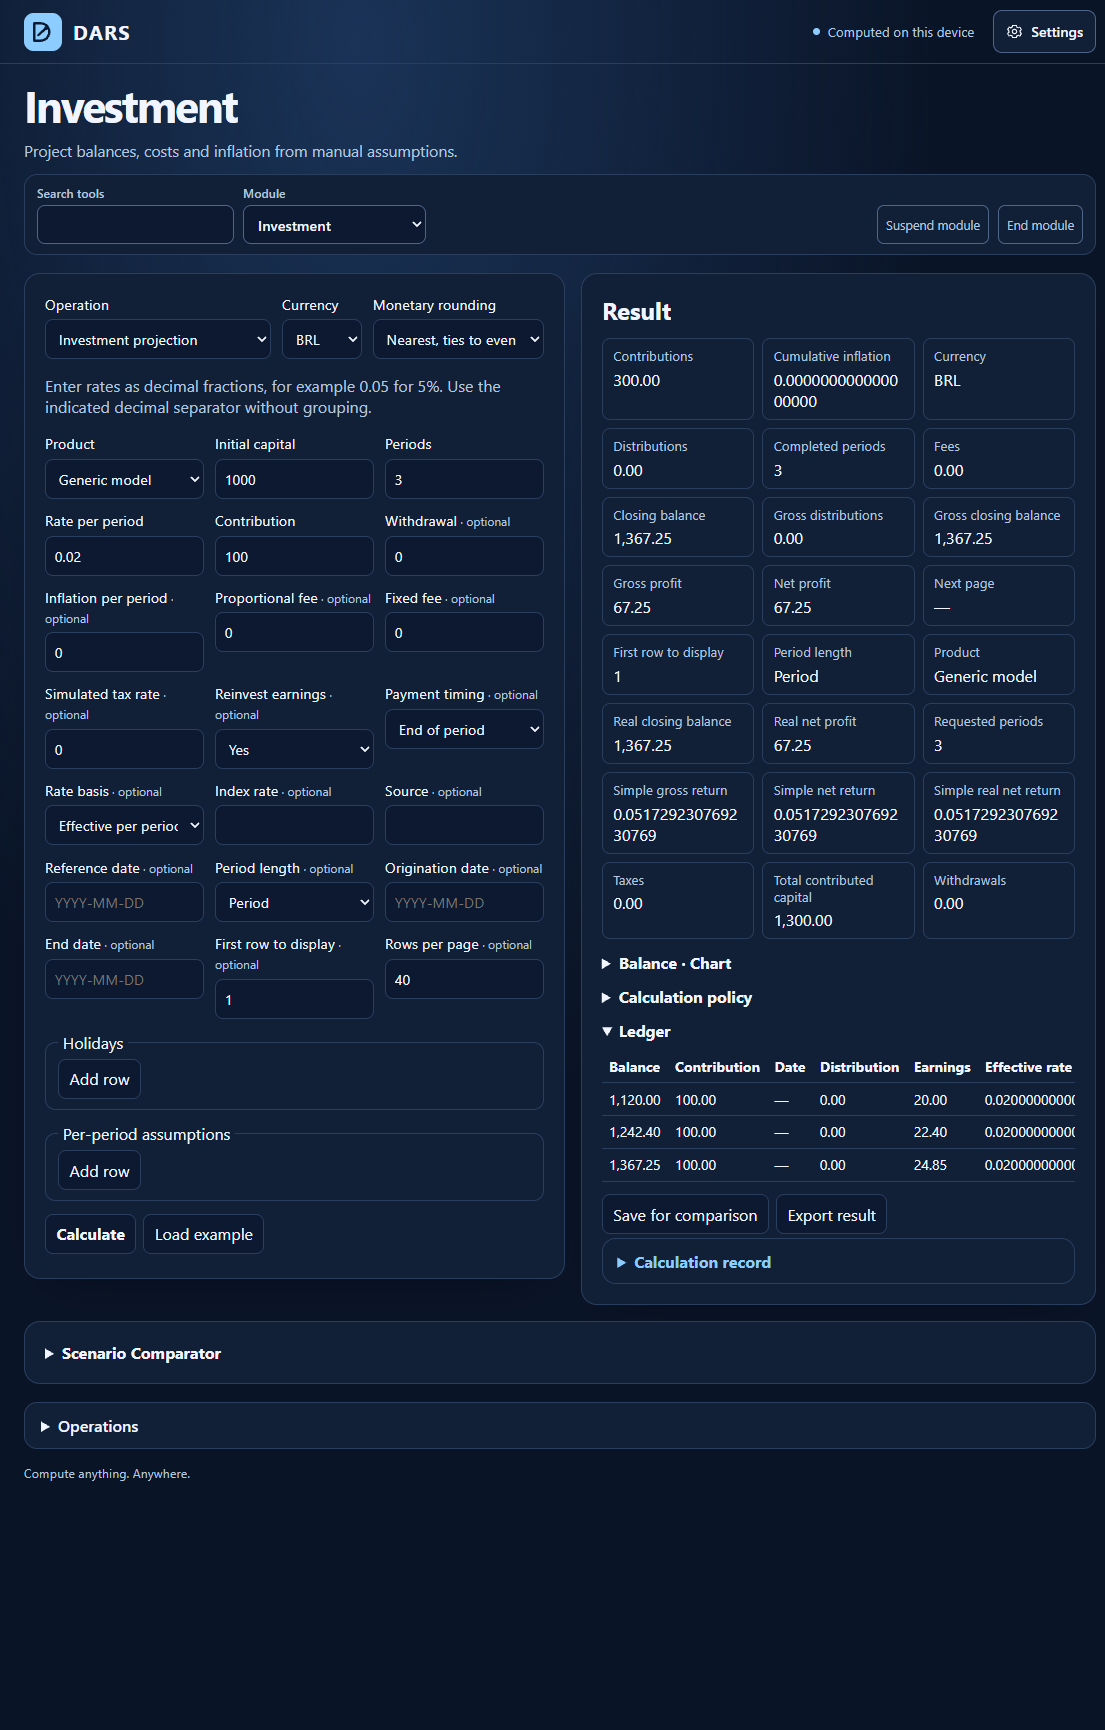 DARS
Computed on this device
Settings
Investment
Project balances, costs and inflation from manual assumptions.
Search tools
Module
Investment
Suspend module
End module
Operation
Currency
Monetary rounding
Investment projection
BRL
Nearest, ties to even
Enter rates as decimal fractions, for example 0.05 for 5%. Use the
indicated decimal separator without grouping.
Product
Initial capital
Periods
Generic model
1000
3
Rate per period
Contribution
Withdrawal · optional
0.02
100
0
Inflation per period ·
optional
Proportional fee · optional
Fixed fee · optional
0
0
0
Simulated tax rate ·
optional
Reinvest earnings ·
optional
Payment timing · optional
0
Yes
End of period
Rate basis · optional
Index rate · optional
Source · optional
Effective per period
Reference date · optional
Period length · optional
Origination date · optional
YYYY-MM-DD
Period
YYYY-MM-DD
End date · optional
First row to display ·
optional
Rows per page · optional
YYYY-MM-DD
1
40
Holidays
Add row
Per-period assumptions
Add row
Calculate
Load example
Result
Contributions
300.00
Cumulative inflation
0.0000000000000
00000
Currency
BRL
Distributions
0.00
Completed periods
3
Fees
0.00
Closing balance
1,367.25
Gross distributions
0.00
Gross closing balance
1,367.25
Gross profit
67.25
Net profit
67.25
Next page
—
First row to display
1
Period length
Period
Product
Generic model
Real closing balance
1,367.25
Real net profit
67.25
Requested periods
3
Simple gross return
0.0517292307692
30769
Simple net return
0.0517292307692
30769
Simple real net return
0.0517292307692
30769
Taxes
0.00
Total contributed
capital
1,300.00
Withdrawals
0.00
Balance · Chart
Calculation policy
Ledger
Balance Contribution Date Distribution Earnings Effective rate
1,120.00 100.00 — 0.00 20.00 0.02000000000
1,242.40 100.00 — 0.00 22.40 0.02000000000
1,367.25 100.00 — 0.00 24.85 0.02000000000
Save for comparison
Export result
Calculation record
Scenario Comparator
Operations
Compute anything. Anywhere.